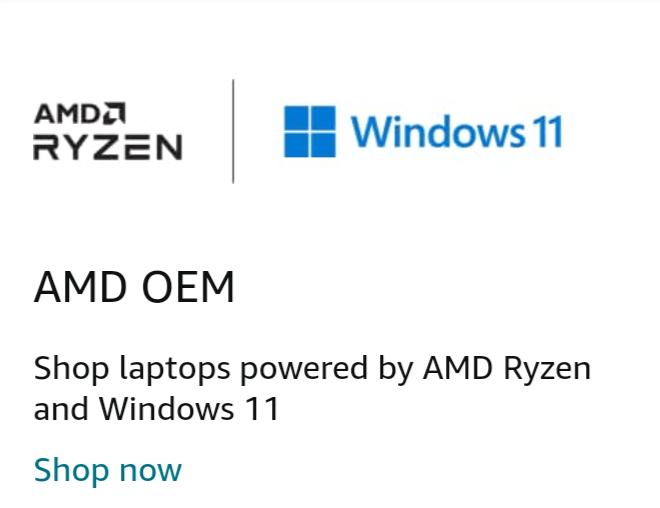 AMD
RYZEN
Windows 11
AMD OEM
Shop laptops powered by AMD Ryzen
and Windows 11
Shop now